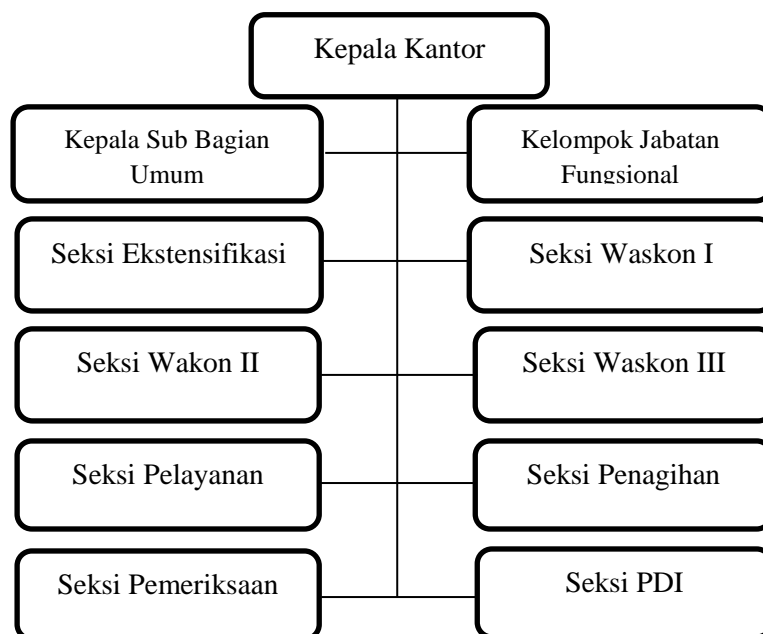 Kepala Kantor
Kepala Sub Bagian
Umum
Kelompok Jabatan
Fungsional
Seksi Ekstensifikasi
Seksi Waskon I
Seksi Wakon II
Seksi Waskon III
Seksi Pelayanan
Seksi Penagihan
Seksi Pemeriksaan
Seksi PDI